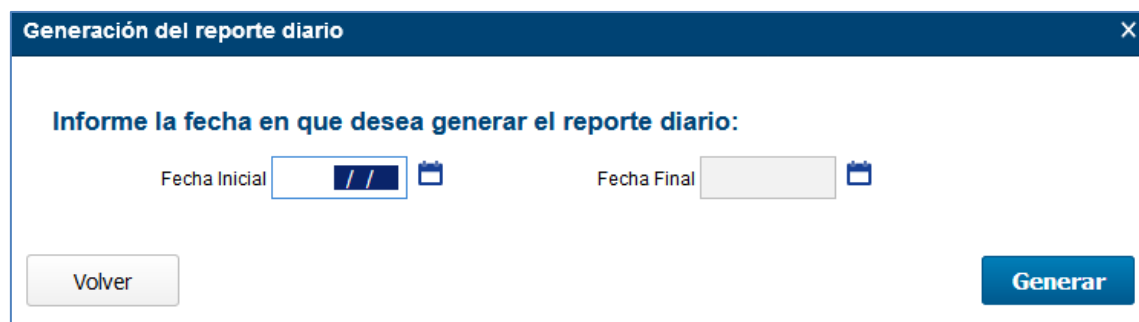 Generación del reporte diario
Informe la fecha en que desea generar el reporte diario:
Fecha Inicial / / Fecha Final
Volver Generar